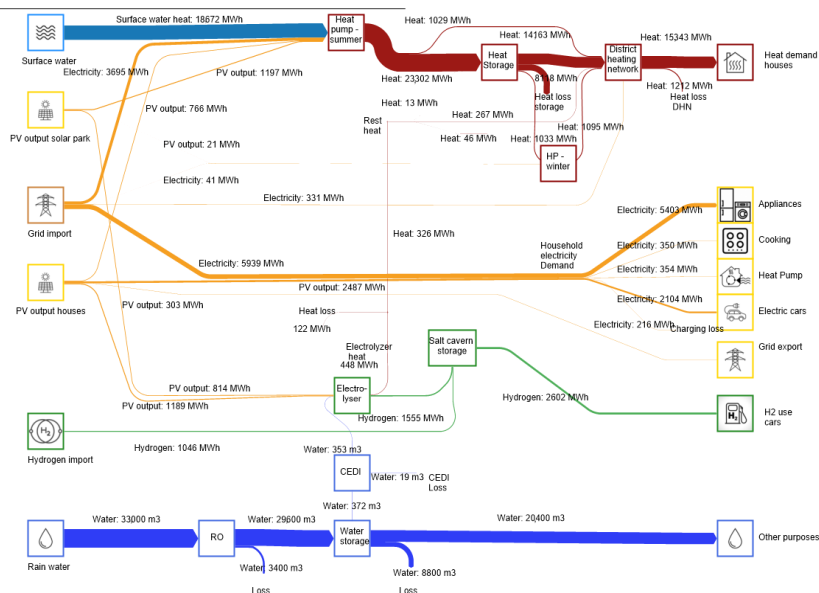 Surface water heat: 18672 MWh
Heat
pump -
summer
Heat: 1029 MWh
Heat: 14163 MWh
Heat: 15343 MWh
Surface water
Electricity: 3695 MWh
PV output: 1197 MWh
Heat: 23302 MWh
Heat
Storage
8118 MWh
District
heating
network
Heat demand
houses
Heat: 1212 MWh
Heat loss
DHN
Heat loss
storage
PV output: 766 MWh
Heat: 13 MWh
PV output solar park
Rest
heat
Heat: 267 MWh
Heat: 1095 MWh
PV output: 21 MWh
Heat: 46 MWh
Heat: 1033 MWh
HP -
winter
Electricity: 41 MWh
Electricity: 331 MWh
Grid import
Heat: 326 MWh
Electricity: 5403 MWh
Appliances
Household
electricity
Demand
Electricity: 350 MWh
Cooking
Electricity: 5939 MWh
Electricity: 354 MWh
Heat Pump
PV output: 2487 MWh
PV output houses
PV output: 303 MWh
Electricity: 2104 MWh
Electric cars
Heat loss
122 MWh
Electricity: 216 MWh
Charging loss
Grid export
Electrolyzer
heat
448 MWh
Salt cavern
storage
PV output: 814 MWh
Electro-
lyser
PV output: 1189 MWh
Hydrogen: 2602 MWh
H2 use
cars
H₂
H₂
Hydrogen: 1555 MWh
Hydrogen: 1046 MWh
Hydrogen import
Water: 353 m3
CEDI
Water: 19 m3
CEDI
Loss
Water: 372 m3
Water: 33000 m3
RO
Water: 29600 m3
Water
storage
Water: 20400 m3
Other purposes
Rain water
Water: 3400 m3
Loss
Water: 8800 m3
Loss